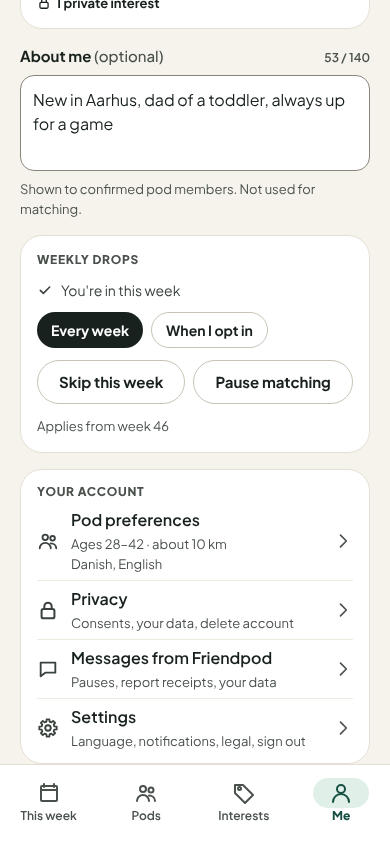 1 private interest
About me (optional)
53 / 140
New in Aarhus, dad of a toddler, always up
for a game
Shown to confirmed pod members. Not used for
matching.
WEEKLY DROPS
You're in this week
Every week
When I opt in
Skip this week
Pause matching
Applies from week 46
YOUR ACCOUNT
Pod preferences
Ages 28–42 · about 10 km
Danish, English
Privacy
Consents, your data, delete account
Messages from Friendpod
Pauses, report receipts, your data
Settings
Language, notifications, legal, sign out
This week
Pods
Interests
Me